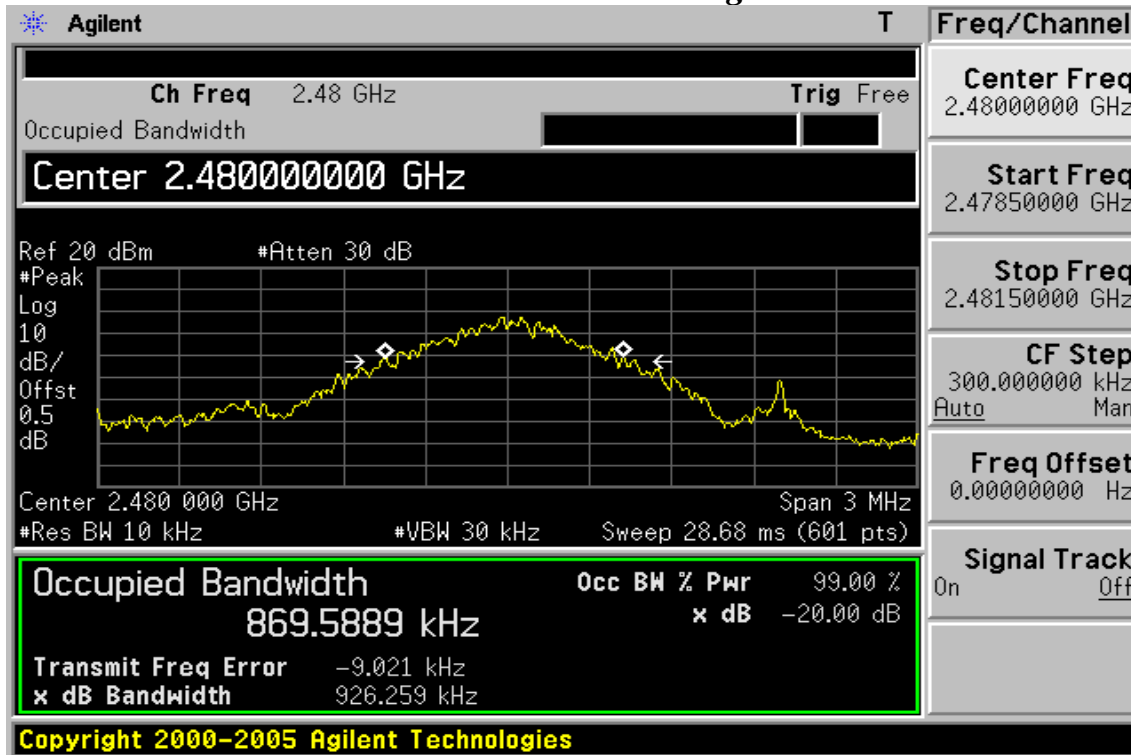 Agilent T
Ch Freq 2.48 GHz Trig Free
Occupied Bandwidth
Center 2.480000000 GHz
Ref 20 dBm #Atten 30 dB
#Peak
Log
10
dB/
Offst
0.5
dB
Center 2.480 000 GHz Span 3 MHz
#Res BW 10 kHz #VBW 30 kHz Sweep 28.68 ms (601 pts)
Occupied Bandwidth Occ BW % Pwr 99.00 %
869.5889 kHz x dB -20.00 dB
Transmit Freq Error -9.021 kHz
x dB Bandwidth 926.259 kHz
Copyright 2000-2005 Agilent Technologies
Freq/Channel
Center Freq
2.48000000 GHz
Start Freq
2.47850000 GHz
Stop Freq
2.48150000 GHz
CF Step
300.000000 kHz
Auto Man
Freq Offset
0.00000000 Hz
Signal Track
On Off